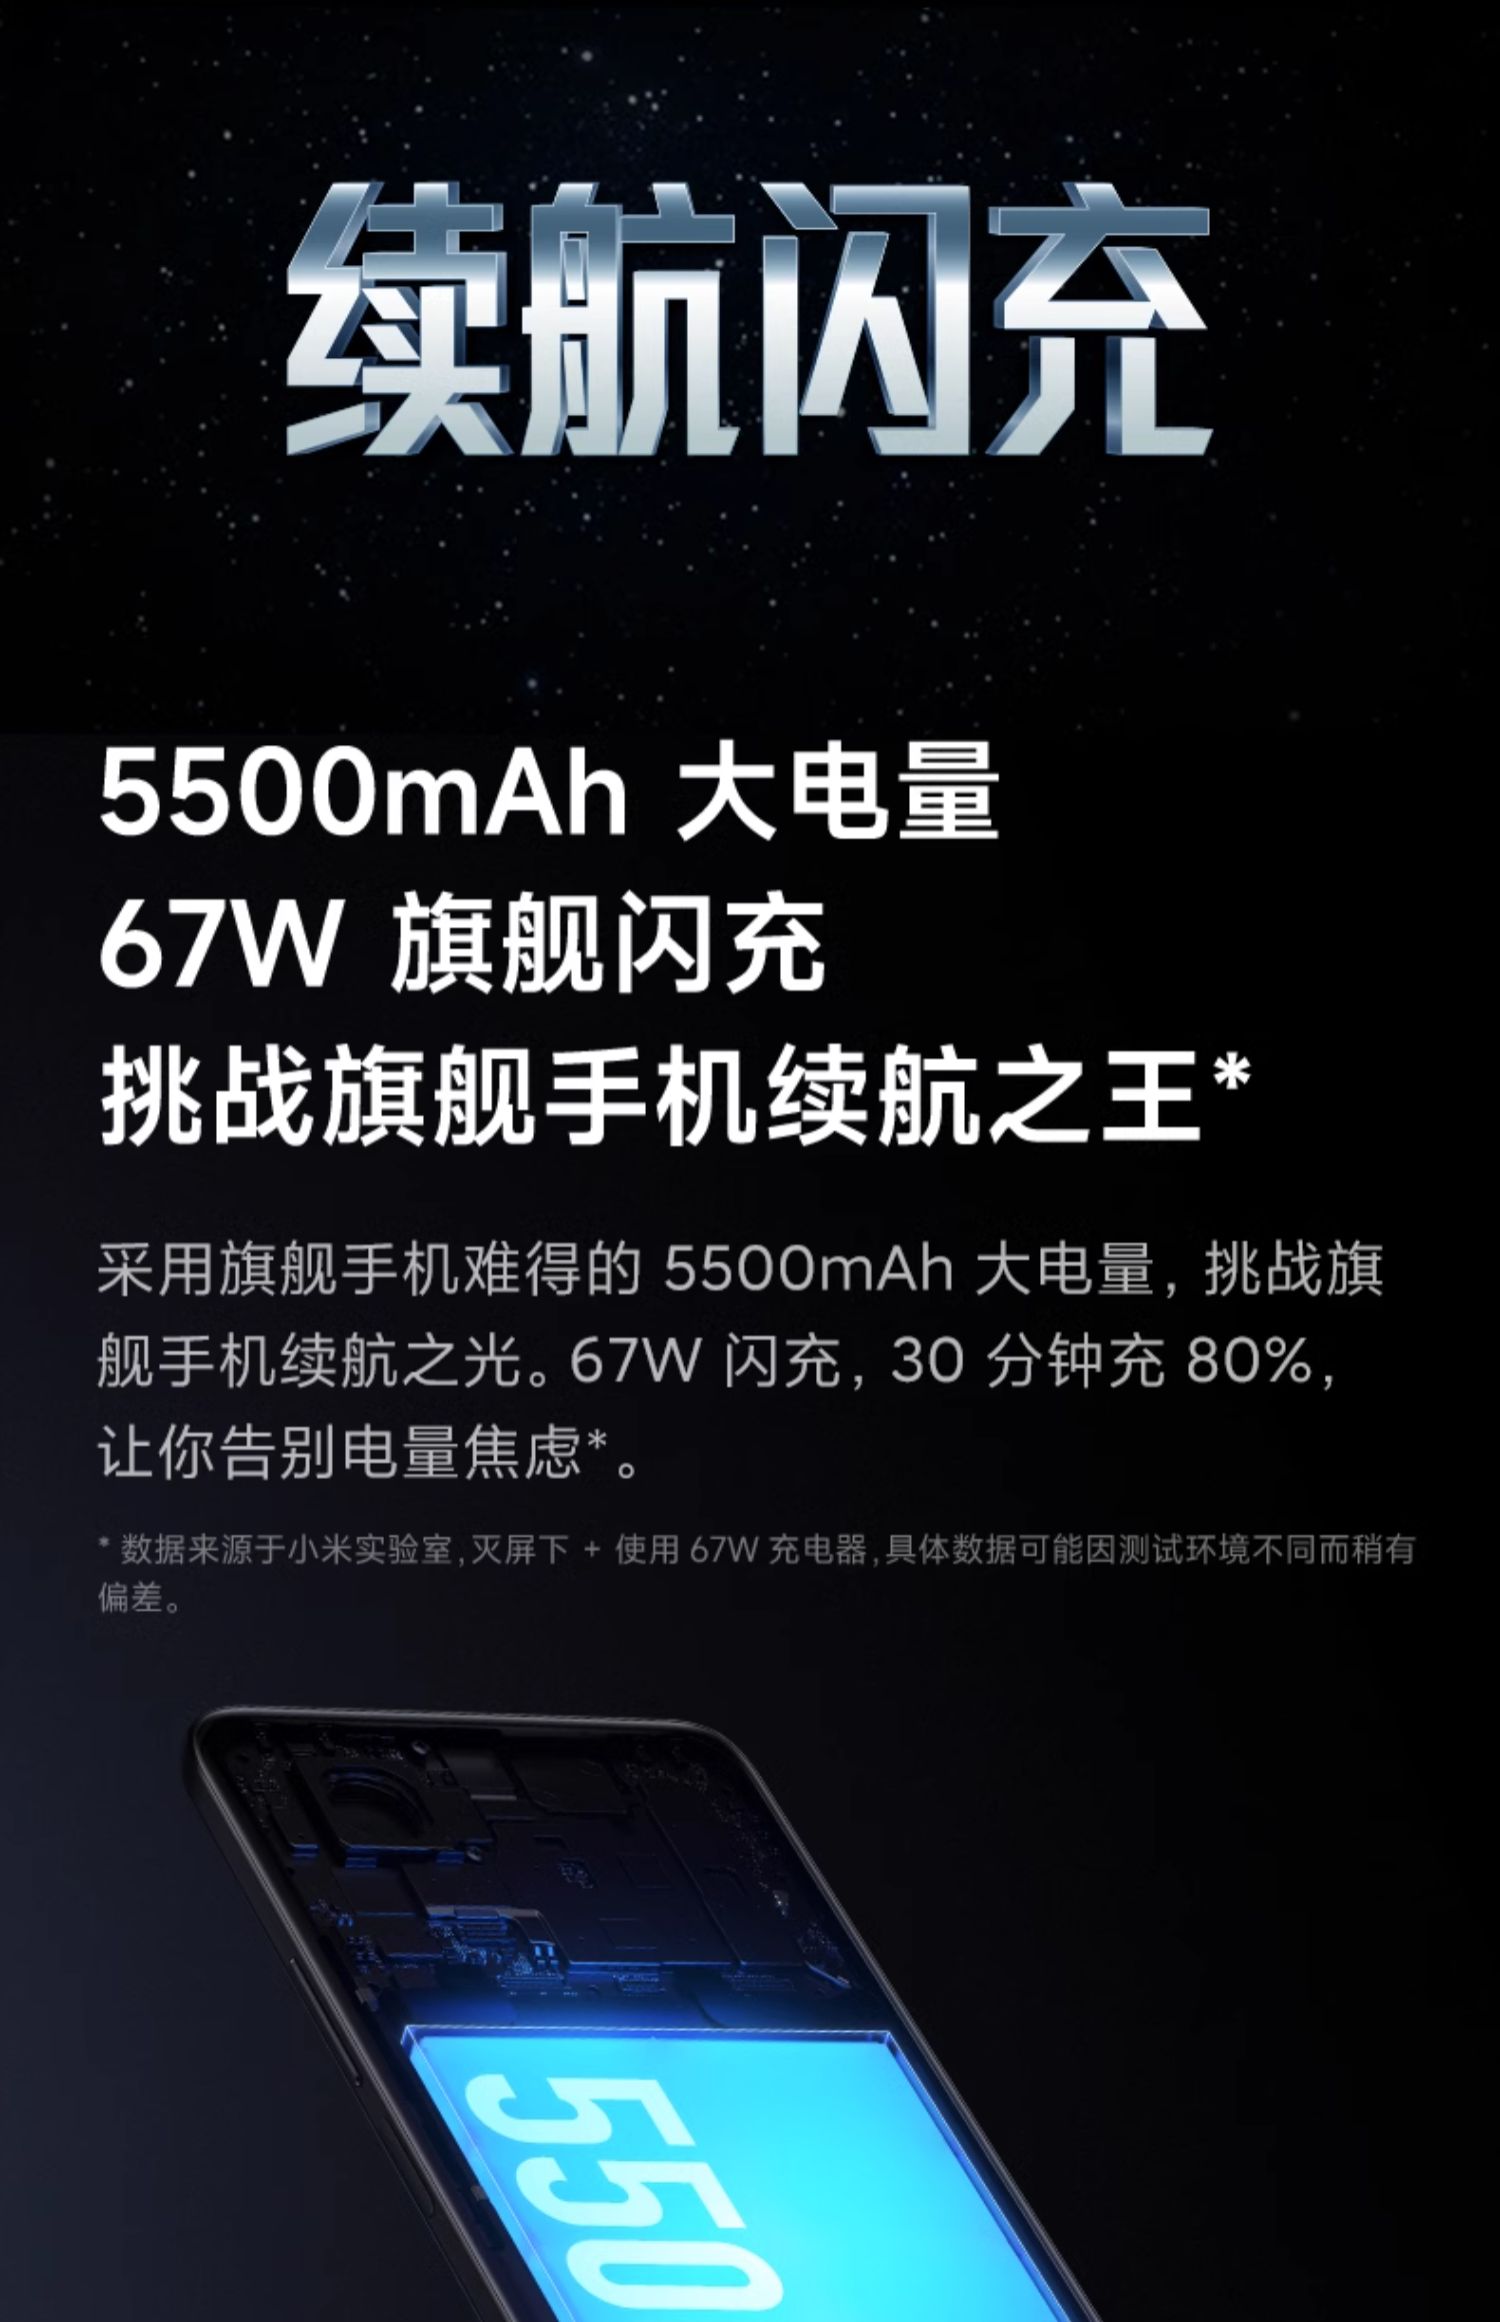 续航闪充
5500mAh 大电量
67W 旗舰闪充
挑战旗舰手机续航之王*
采用旗舰手机难得的 5500mAh 大电量，挑战旗
舰手机续航之光。67W 闪充，30 分钟充 80%，
让你告别电量焦虑*。
* 数据来源于小米实验室,灭屏下 + 使用 67W 充电器,具体数据可能因测试环境不同而稍有
偏差。
550